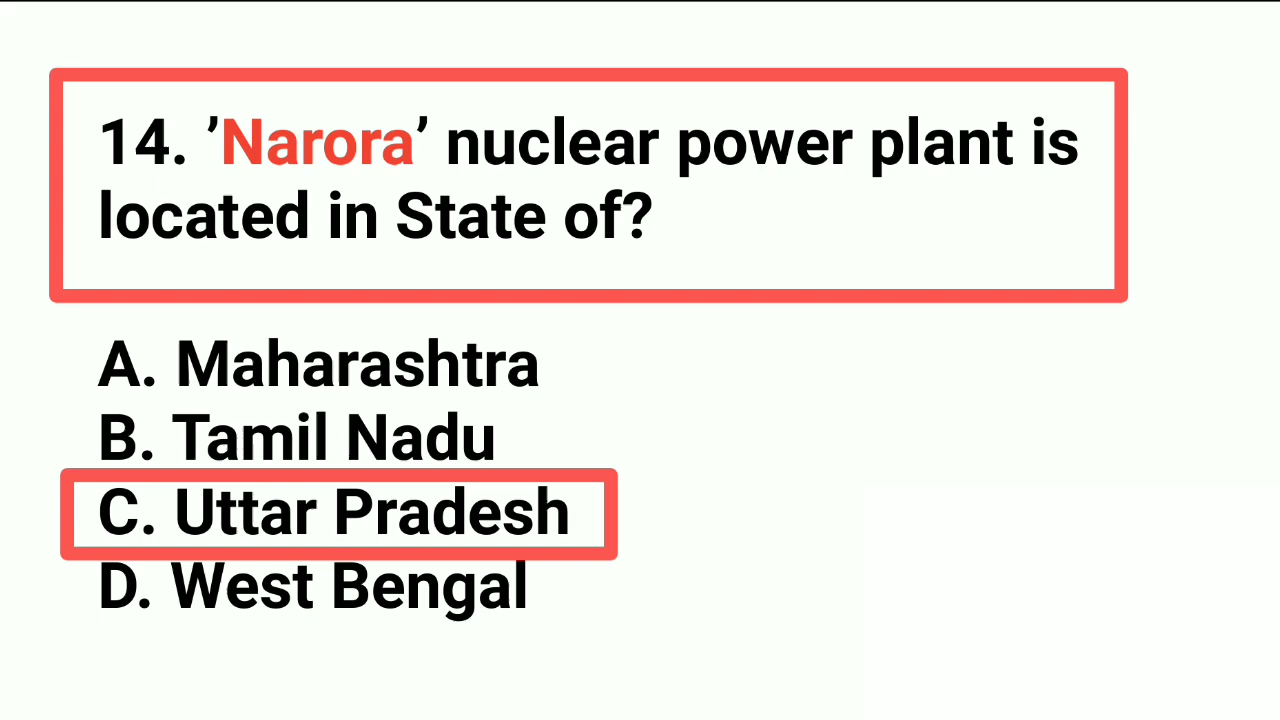 14. ’Narora’ nuclear power plant is
located in State of?
A. Maharashtra
B. Tamil Nadu
C. Uttar Pradesh
D. West Bengal